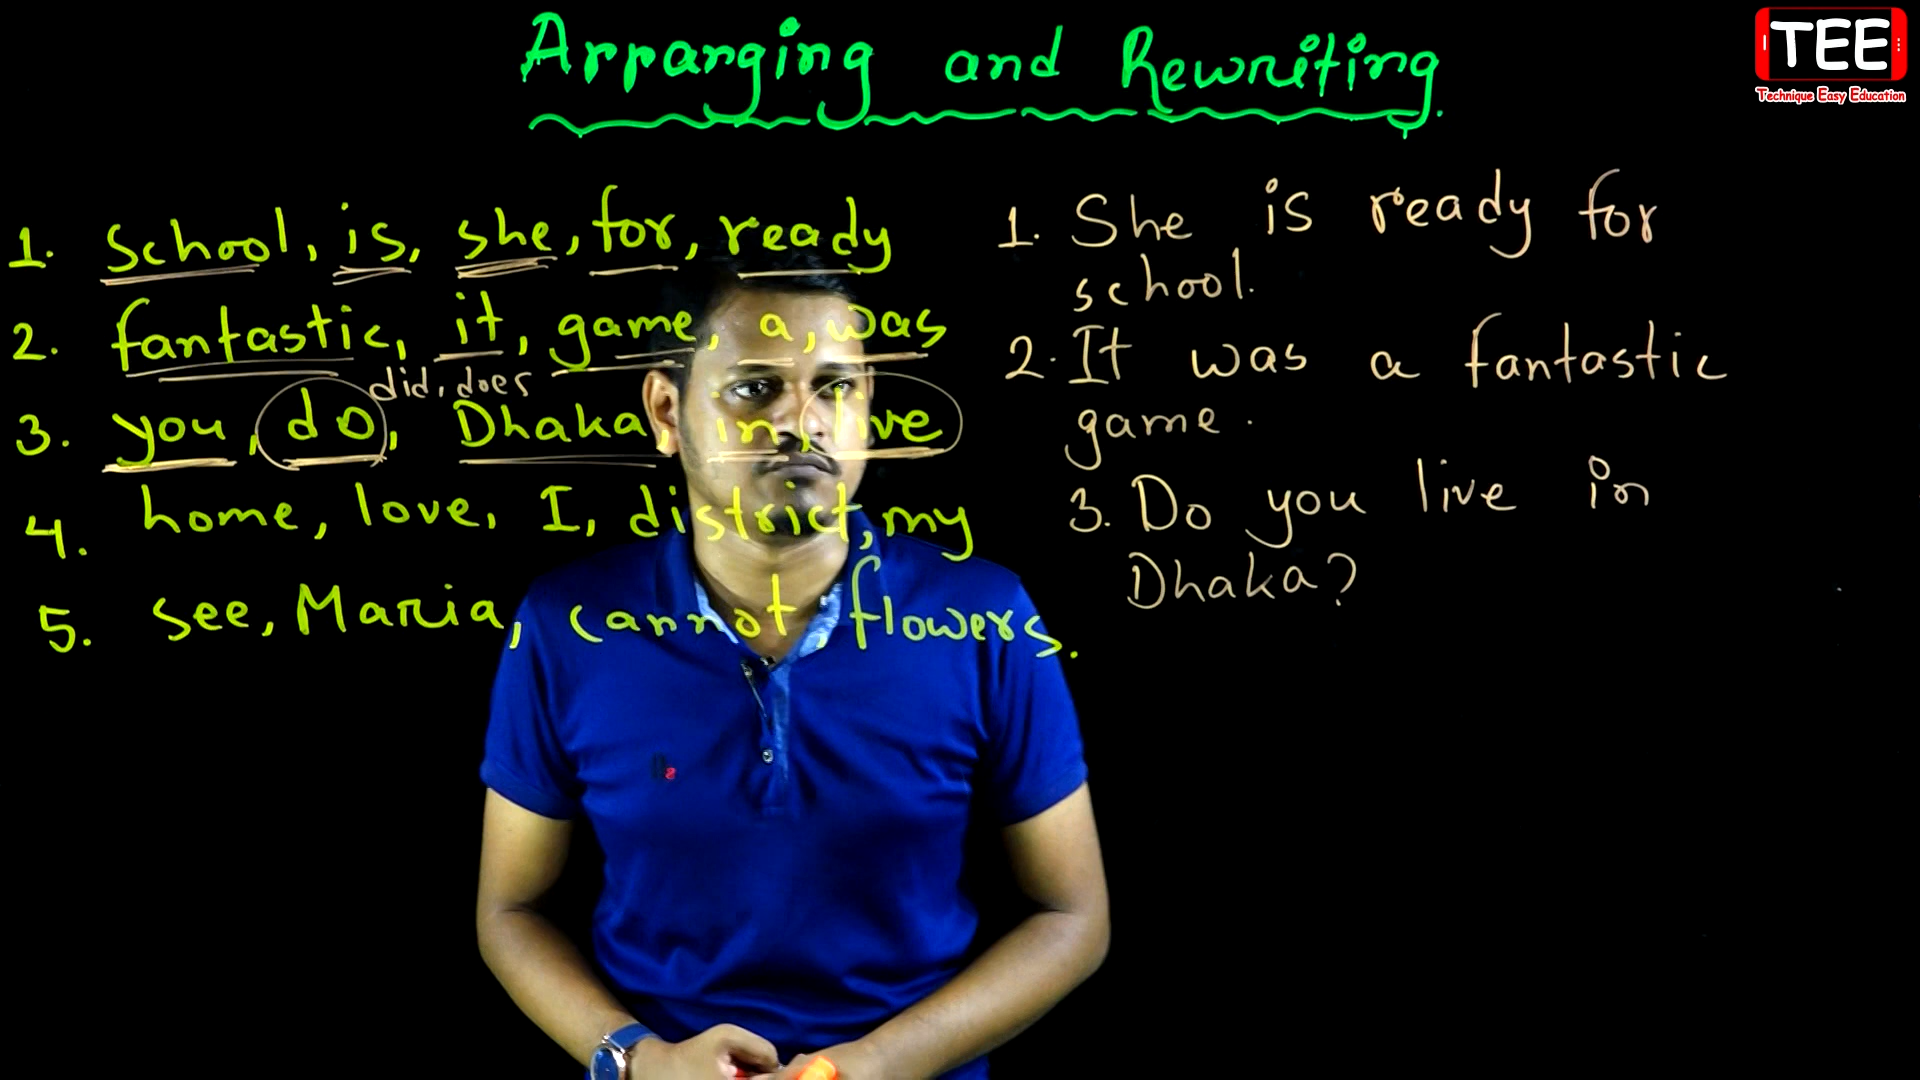 Arranging and Rewriting
TEE
Technique Easy Education
1. School, is, she, for, ready
2. fantastic, it, game, a, was
did, does
3. you, do, Dhaka, in, live
4. home, love, I, district, my
5. see, Maria, cannot, flowers.
1. She is ready for
school.
2. It was a fantastic
game.
3. Do you live in
Dhaka?